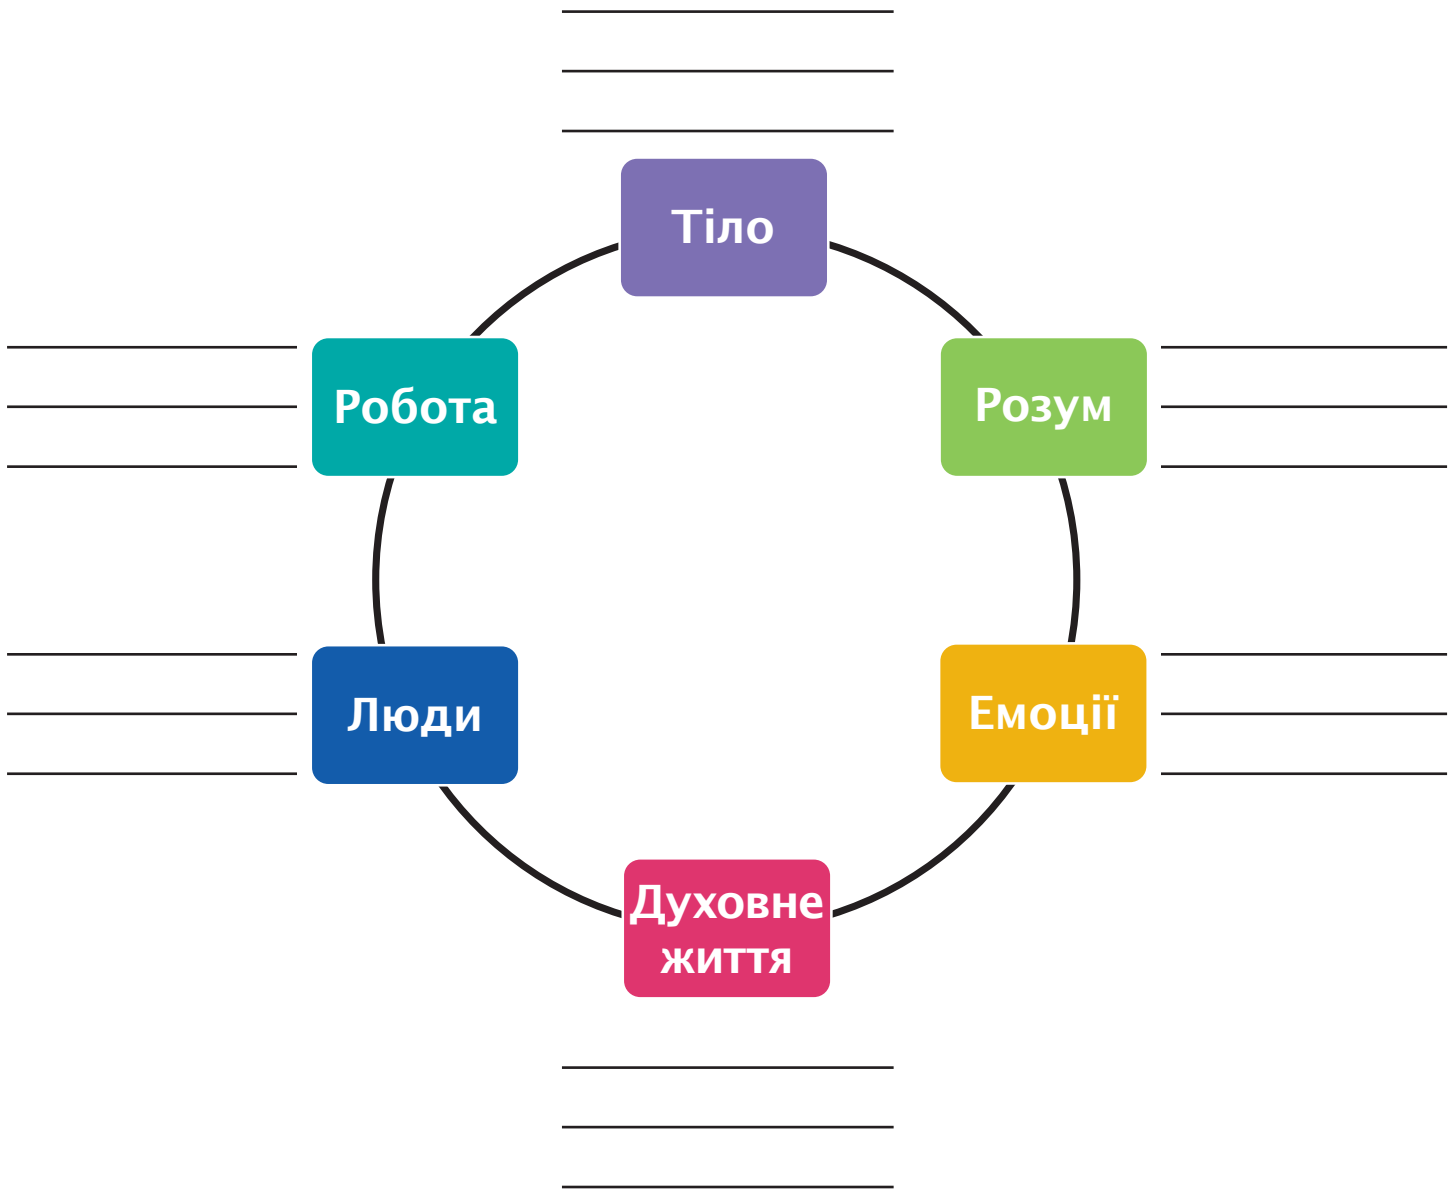 Тіло
Робота
Розум
Люди
Емоції
Духовне
життя